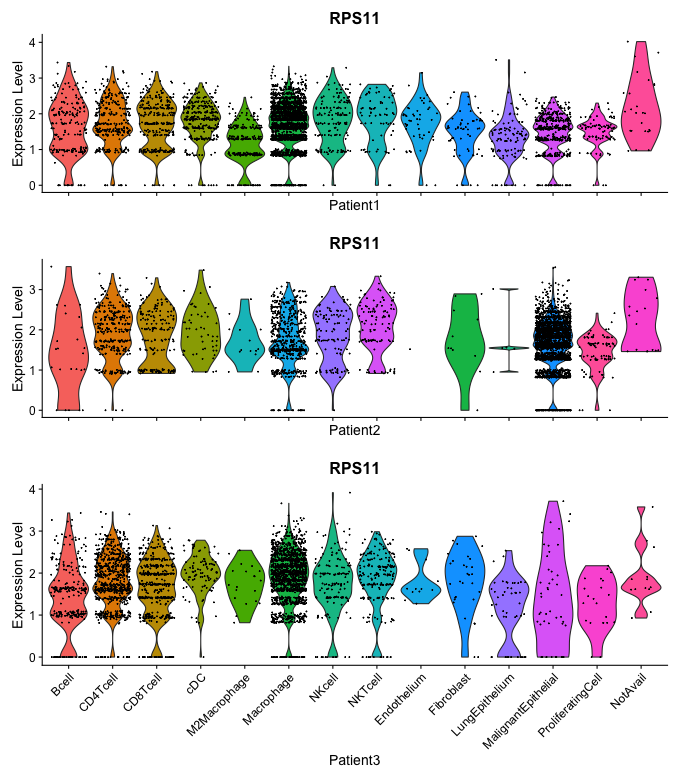 RPS11
Expression Level
4
3
2
1
0
Patient1
RPS11
Expression Level
3
2
1
0
Patient2
RPS11
Expression Level
4
3
2
1
0
Bcell
CD4Tcell
CD8Tcell
cDC
M2Macrophage
Macrophage
NKcell
NKTcell
Endothelium
Fibroblast
LungEpithelium
MalignantEpithelial
ProliferatingCell
NotAvail
Patient3